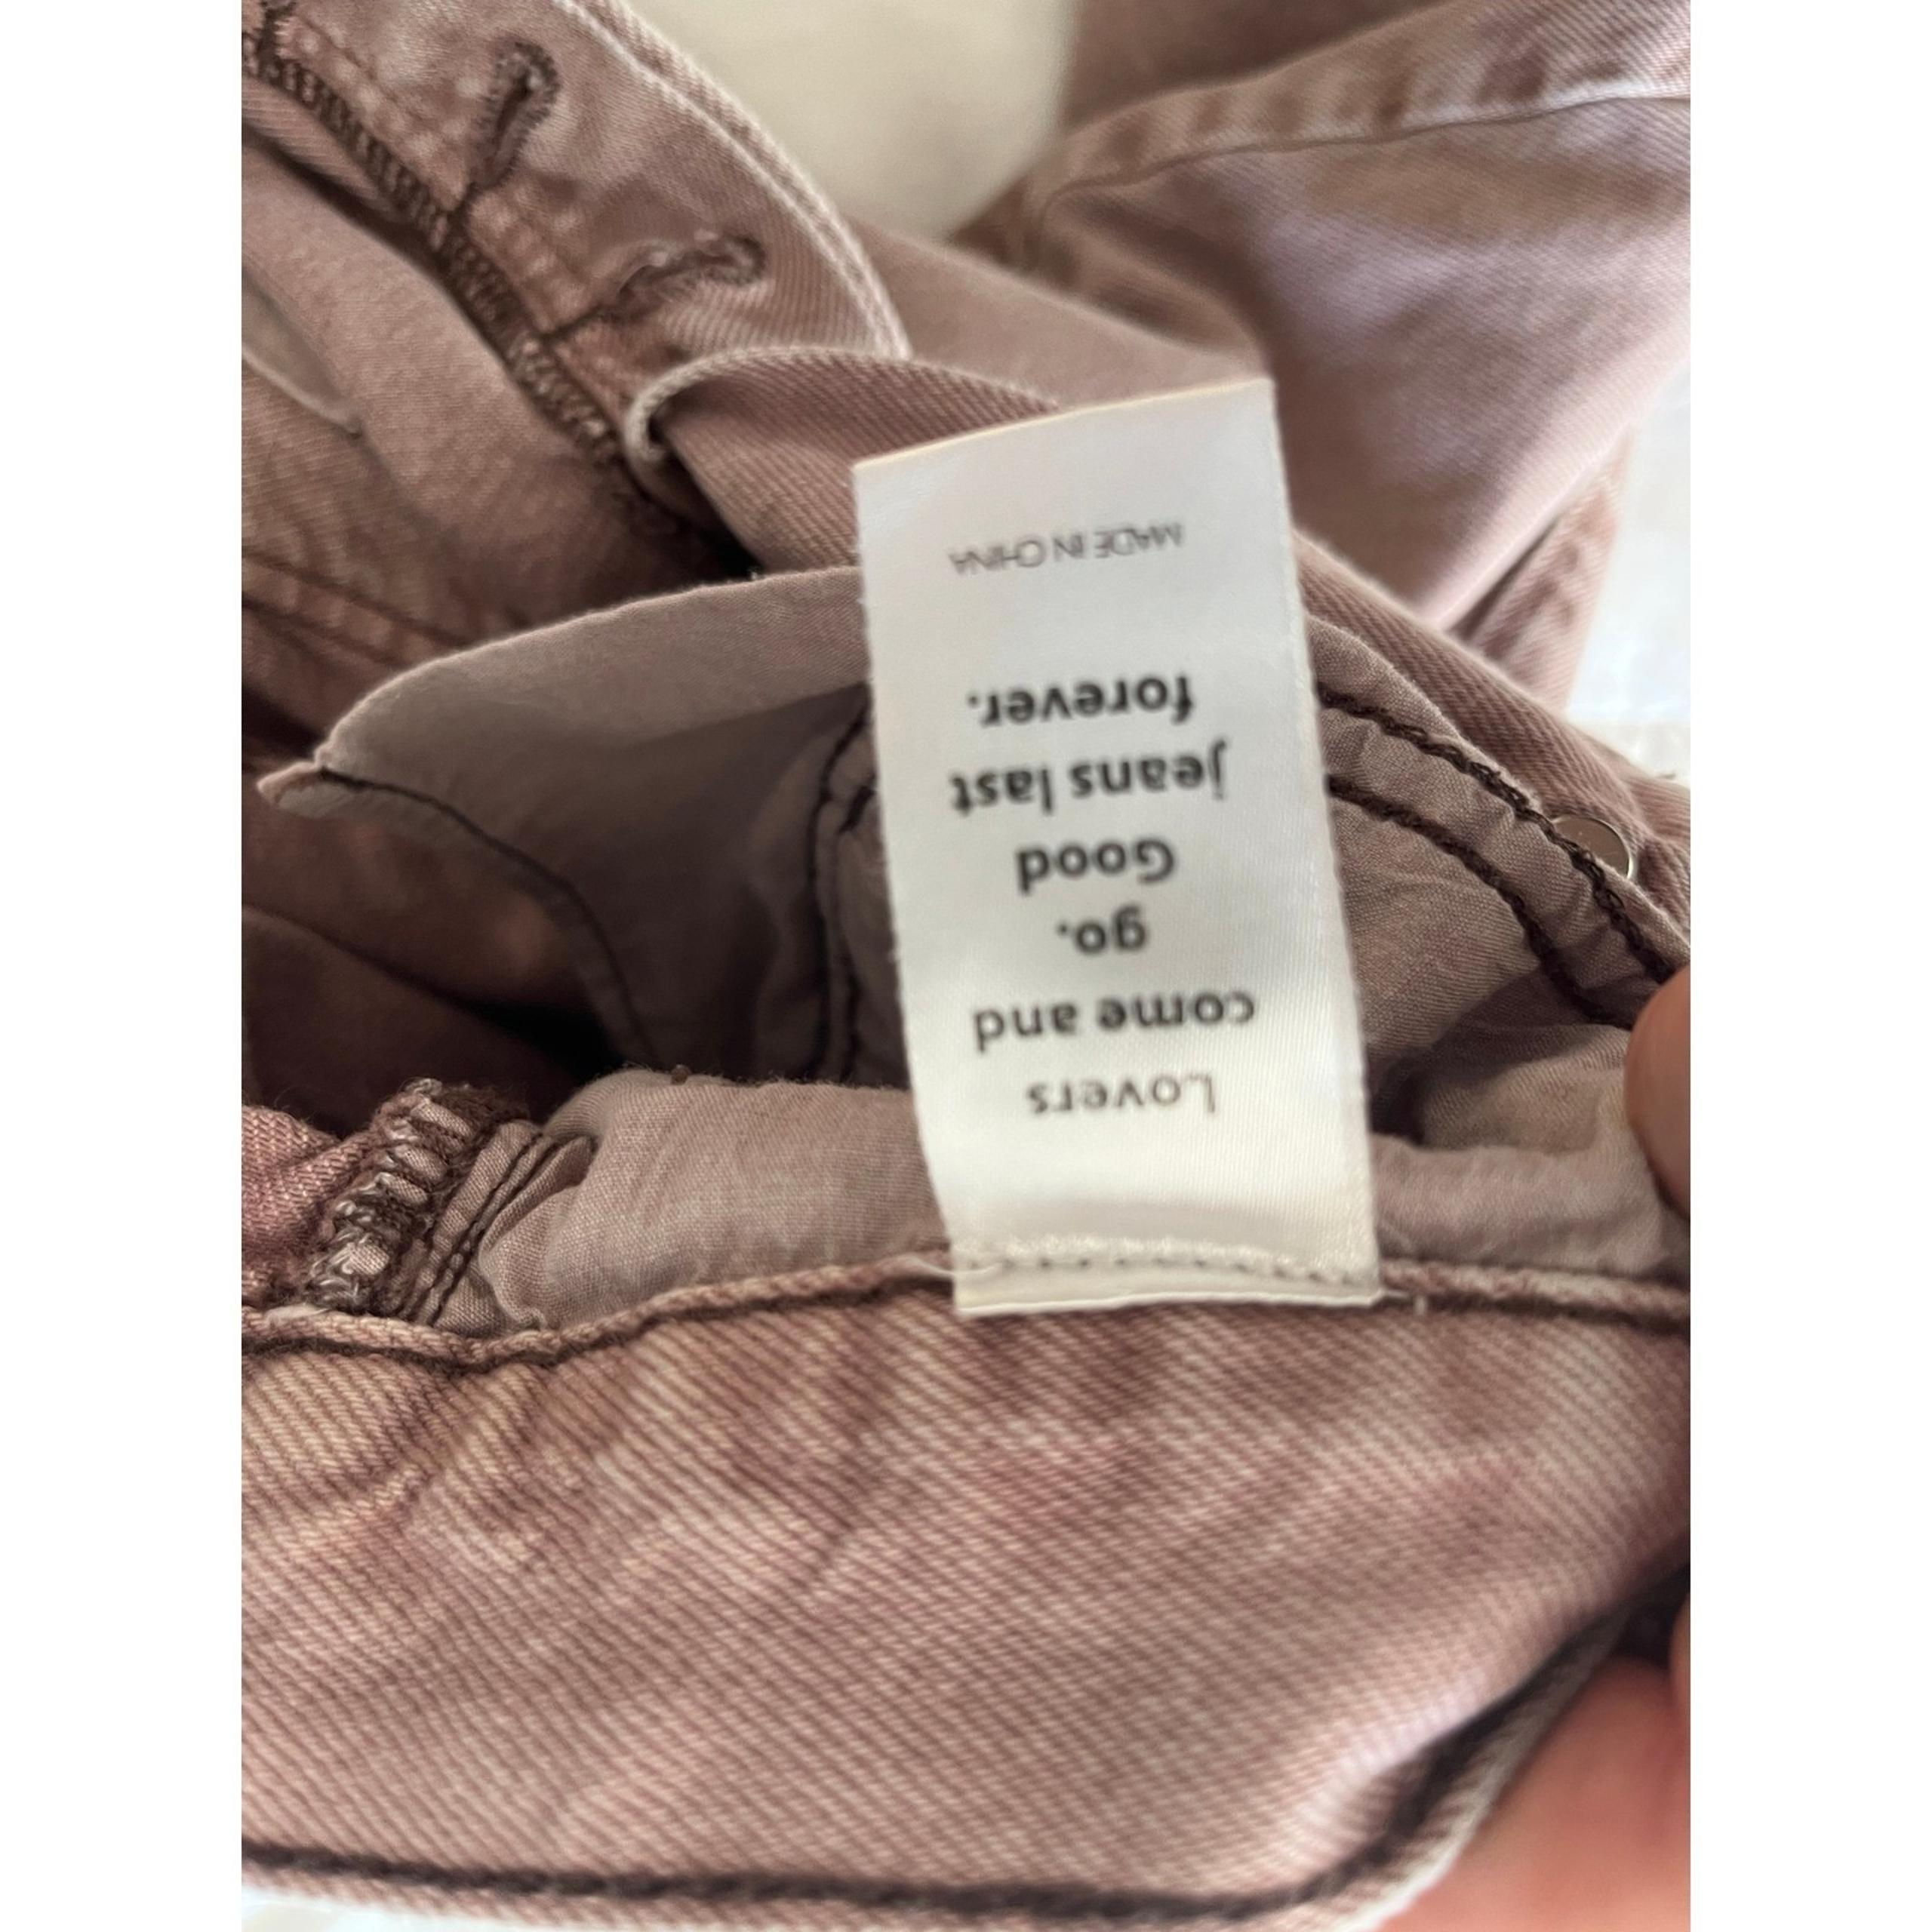 Lovers
come and
go.
Good
jeans last
forever.
MADE IN CHINA